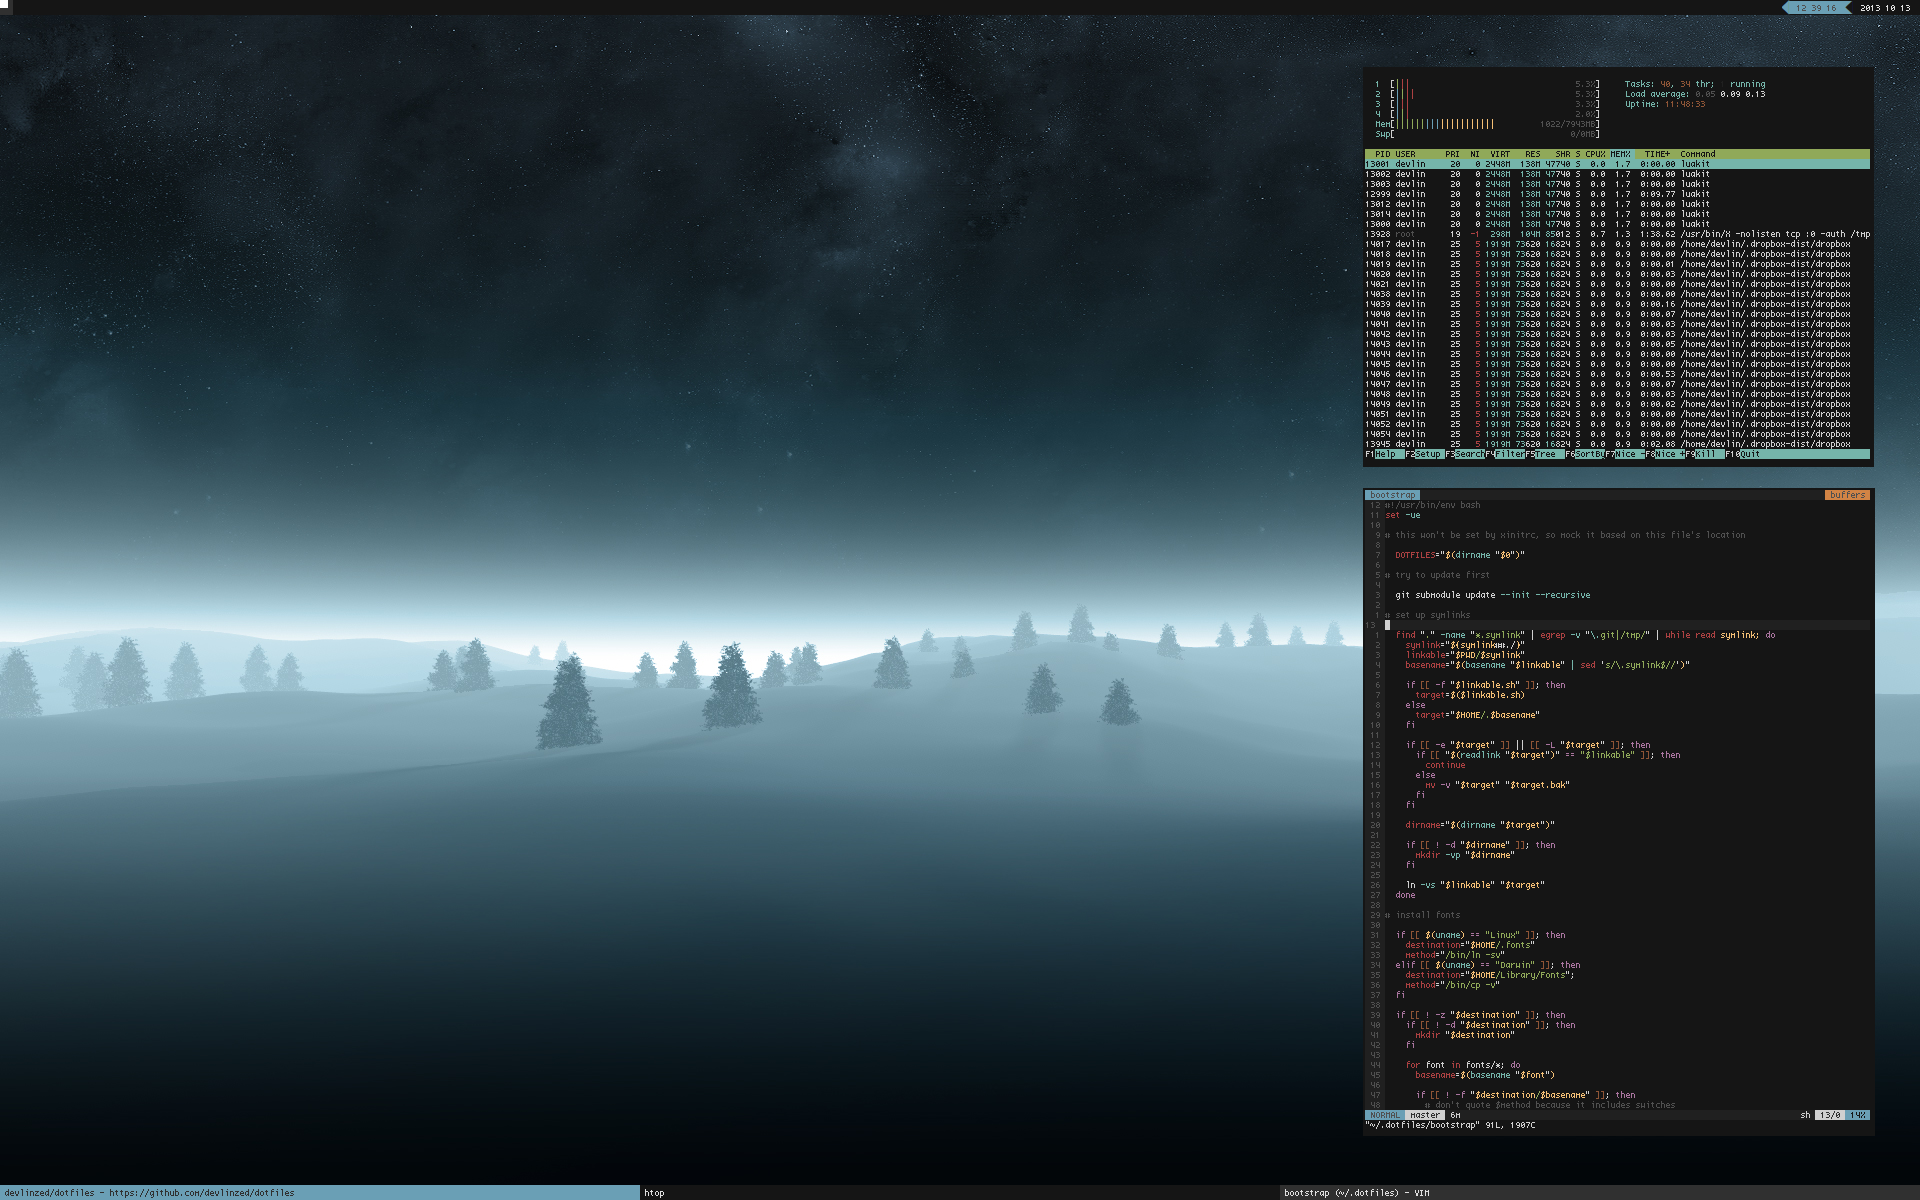 12 39 16 2013 10 13
1 [||| 5.3%] Tasks: 40, 34 thr; running
2 [|||| 5.3%] Load average: 0.05 0.09 0.13
3 [||| 3.3%] Uptime: 11:48:33
4 [|| 2.0%]
Mem[|||||||||||||||||||| 1022/7943MB]
Swp[ 0/0MB]
PID USER PRI NI VIRT RES SHR S CPU% MEM% TIME+ Command
13001 devlin 20 0 2448M 138M 47740 S 0.0 1.7 0:00.00 luakit
13002 devlin 20 0 2448M 138M 47740 S 0.0 1.7 0:00.00 luakit
13003 devlin 20 0 2448M 138M 47740 S 0.0 1.7 0:00.00 luakit
12999 devlin 20 0 2448M 138M 47740 S 0.0 1.7 0:09.77 luakit
13012 devlin 20 0 2448M 138M 47740 S 0.0 1.7 0:00.00 luakit
13014 devlin 20 0 2448M 138M 47740 S 0.0 1.7 0:00.00 luakit
13000 devlin 20 0 2448M 138M 47740 S 0.0 1.7 0:00.00 luakit
13928 root 19 -1 298M 104M 85012 S 0.7 1.3 1:38.62 /usr/bin/X -nolisten tcp :0 -auth /tmp
14017 devlin 25 5 1919M 73620 16824 S 0.0 0.9 0:00.00 /home/devlin/.dropbox-dist/dropbox
14018 devlin 25 5 1919M 73620 16824 S 0.0 0.9 0:00.00 /home/devlin/.dropbox-dist/dropbox
14019 devlin 25 5 1919M 73620 16824 S 0.0 0.9 0:00.01 /home/devlin/.dropbox-dist/dropbox
14020 devlin 25 5 1919M 73620 16824 S 0.0 0.9 0:00.03 /home/devlin/.dropbox-dist/dropbox
14021 devlin 25 5 1919M 73620 16824 S 0.0 0.9 0:00.00 /home/devlin/.dropbox-dist/dropbox
14038 devlin 25 5 1919M 73620 16824 S 0.0 0.9 0:00.00 /home/devlin/.dropbox-dist/dropbox
14039 devlin 25 5 1919M 73620 16824 S 0.0 0.9 0:00.16 /home/devlin/.dropbox-dist/dropbox
14040 devlin 25 5 1919M 73620 16824 S 0.0 0.9 0:00.07 /home/devlin/.dropbox-dist/dropbox
14041 devlin 25 5 1919M 73620 16824 S 0.0 0.9 0:00.03 /home/devlin/.dropbox-dist/dropbox
14042 devlin 25 5 1919M 73620 16824 S 0.0 0.9 0:00.03 /home/devlin/.dropbox-dist/dropbox
14043 devlin 25 5 1919M 73620 16824 S 0.0 0.9 0:00.05 /home/devlin/.dropbox-dist/dropbox
14044 devlin 25 5 1919M 73620 16824 S 0.0 0.9 0:00.00 /home/devlin/.dropbox-dist/dropbox
14045 devlin 25 5 1919M 73620 16824 S 0.0 0.9 0:00.00 /home/devlin/.dropbox-dist/dropbox
14046 devlin 25 5 1919M 73620 16824 S 0.0 0.9 0:00.53 /home/devlin/.dropbox-dist/dropbox
14047 devlin 25 5 1919M 73620 16824 S 0.0 0.9 0:00.07 /home/devlin/.dropbox-dist/dropbox
14048 devlin 25 5 1919M 73620 16824 S 0.0 0.9 0:00.03 /home/devlin/.dropbox-dist/dropbox
14049 devlin 25 5 1919M 73620 16824 S 0.0 0.9 0:00.02 /home/devlin/.dropbox-dist/dropbox
14051 devlin 25 5 1919M 73620 16824 S 0.0 0.9 0:00.00 /home/devlin/.dropbox-dist/dropbox
14052 devlin 25 5 1919M 73620 16824 S 0.0 0.9 0:00.00 /home/devlin/.dropbox-dist/dropbox
14054 devlin 25 5 1919M 73620 16824 S 0.0 0.9 0:00.00 /home/devlin/.dropbox-dist/dropbox
13945 devlin 25 5 1919M 73620 16824 S 0.0 0.9 0:02.08 /home/devlin/.dropbox-dist/dropbox
F1Help F2Setup F3SearchF4FilterF5Tree F6SortByF7Nice -F8Nice +F9Kill F10Quit
bootstrap buffers
12 #!/usr/bin/env bash
11 set -ue
10
9 # this won't be set by xinitrc, so mock it based on this file's location
8
7 DOTFILES="$(dirname "$0")"
6
5 # try to update first
4
3 git submodule update --init --recursive
2
1 # set up symlinks
13
1 find "." -name "*.symlink" | egrep -v "\.git|/tmp/" | while read symlink; do
2 symlink="${symlink##./}"
3 linkable="$PWD/$symlink"
4 basename="$(basename "$linkable" | sed 's/\.symlink$//')"
5
6 if [[ -f "$linkable.sh" ]]; then
7 target=$($linkable.sh)
8 else
9 target="$HOME/.$basename"
10 fi
11
12 if [[ -e "$target" ]] || [[ -L "$target" ]]; then
13 if [[ "$(readlink "$target")" == "$linkable" ]]; then
14 continue
15 else
16 mv -v "$target" "$target.bak"
17 fi
18 fi
19
20 dirname="$(dirname "$target")"
21
22 if [[ ! -d "$dirname" ]]; then
23 mkdir -vp "$dirname"
24 fi
25
26 ln -vs "$linkable" "$target"
27 done
28
29 # install fonts
30
31 if [[ $(uname) == "Linux" ]]; then
32 destination="$HOME/.fonts"
33 method="/bin/ln -sv"
34 elif [[ $(uname) == "Darwin" ]]; then
35 destination="$HOME/Library/Fonts";
36 method="/bin/cp -v"
37 fi
38
39 if [[ ! -z "$destination" ]]; then
40 if [[ ! -d "$destination" ]]; then
41 mkdir "$destination"
42 fi
43
44 for font in fonts/*; do
45 basename=$(basename "$font")
46
47 if [[ ! -f "$destination/$basename" ]]; then
48 # don't quote $method because it includes switches
NORMAL master 6M sh 13/0 14%
"~/.dotfiles/bootstrap" 91L, 1907C
devlinzed/dotfiles - https://github.com/devlinzed/dotfiles htop bootstrap (~/.dotfiles) - VIM